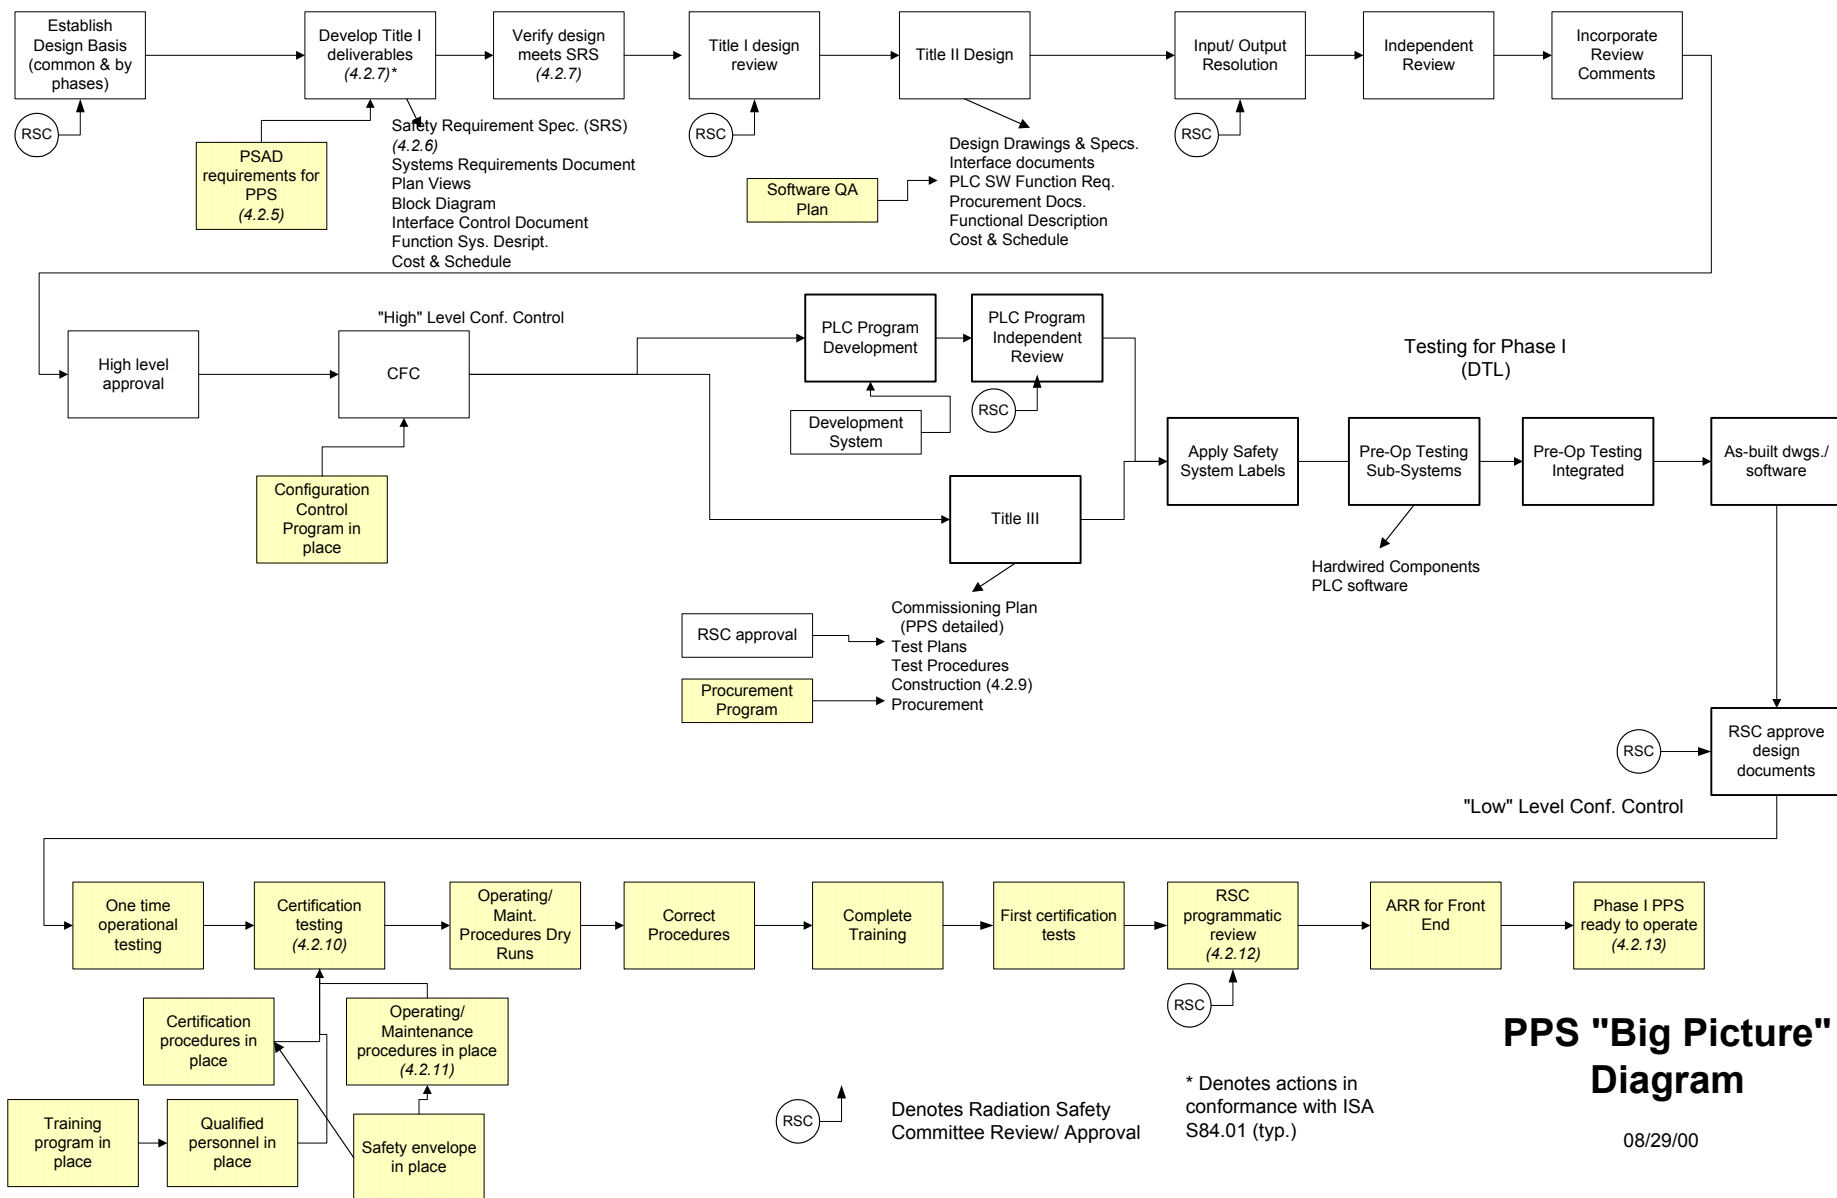 Establish
Design Basis
(common & by
phases)
Develop Title I
deliverables
(4.2.7)*
Verify design
meets SRS
(4.2.7)
Title I design
review
Title II Design
Input/ Output
Resolution
Independent
Review
Incorporate
Review
Comments
RSC
PSAD
requirements for
PPS
(4.2.5)
Safety Requirement Spec. (SRS)
(4.2.6)
Systems Requirements Document
Plan Views
Block Diagram
Interface Control Document
Function Sys. Desript.
Cost & Schedule
RSC
Software QA
Plan
Design Drawings & Specs.
Interface documents
PLC SW Function Req.
Procurement Docs.
Functional Description
Cost & Schedule
RSC
High level
approval
"High" Level Conf. Control
CFC
Configuration
Control
Program in
place
PLC Program
Development
PLC Program
Independent
Review
Development
System
RSC
Title III
Testing for Phase I
(DTL)
Apply Safety
System Labels
Pre-Op Testing
Sub-Systems
Pre-Op Testing
Integrated
As-built dwgs./
software
Hardwired Components
PLC software
RSC approval
Procurement
Program
Commissioning Plan
(PPS detailed)
Test Plans
Test Procedures
Construction (4.2.9)
Procurement
RSC
RSC approve
design
documents
"Low" Level Conf. Control
One time
operational
testing
Certification
testing
(4.2.10)
Operating/
Maint.
Procedures Dry
Runs
Correct
Procedures
Complete
Training
First certification
tests
RSC
programmatic
review
(4.2.12)
ARR for Front
End
Phase I PPS
ready to operate
(4.2.13)
RSC
Certification
procedures in
place
Operating/
Maintenance
procedures in place
(4.2.11)
Training
program in
place
Qualified
personnel in
place
Safety envelope
in place
RSC
Denotes Radiation Safety
Committee Review/ Approval
* Denotes actions in
conformance with ISA
S84.01 (typ.)
PPS "Big Picture"
Diagram
08/29/00